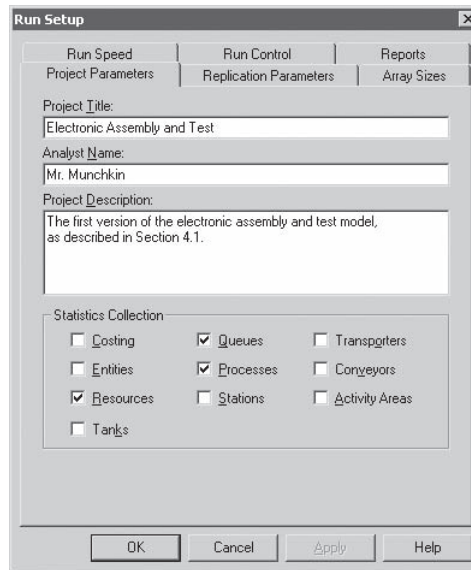 Run Setup
Run Speed
Run Control
Reports
Project Parameters
Replication Parameters
Array Sizes
Project Title:
Electronic Assembly and Test
Analyst Name:
Mr. Munchkin
Project Description:
The first version of the electronic assembly and test model,
as described in Section 4.1.
Statistics Collection
Costing
Queues
Transporters
Entities
Processes
Conveyors
Resources
Stations
Activity Areas
Tanks
OK
Cancel
Apply
Help